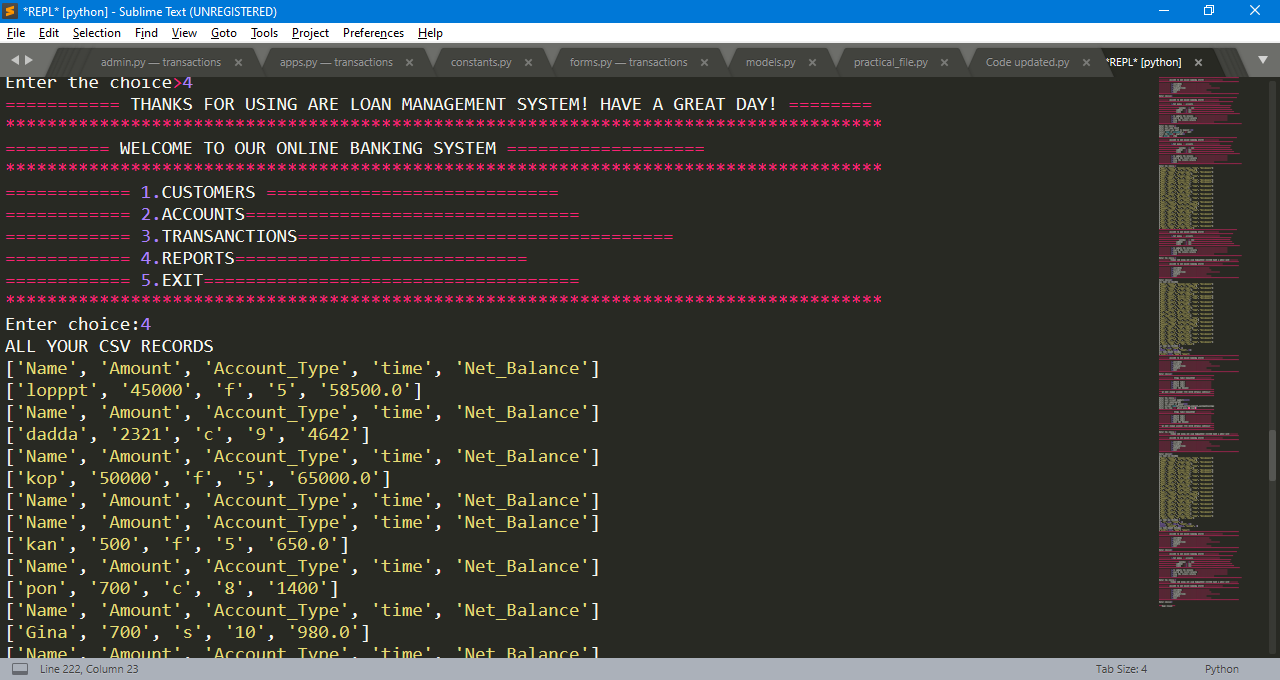 *REPL* [python] - Sublime Text (UNREGISTERED)
File Edit Selection Find View Goto Tools Project Preferences Help
admin.py — transactions × apps.py — transactions × constants.py × forms.py — transactions × models.py × practical_file.py × Code updated.py × *REPL* [python] ×
Enter the choice>4
=========== THANKS FOR USING ARE LOAN MANAGEMENT SYSTEM! HAVE A GREAT DAY! ========
************************************************************************************
========== WELCOME TO OUR ONLINE BANKING SYSTEM ===================
************************************************************************************
============ 1.CUSTOMERS ============================
============ 2.ACCOUNTS================================
============ 3.TRANSANCTIONS====================================
============ 4.REPORTS============================
============ 5.EXIT====================================
************************************************************************************
Enter choice:4
ALL YOUR CSV RECORDS
['Name', 'Amount', 'Account_Type', 'time', 'Net_Balance']
['lopppt', '45000', 'f', '5', '58500.0']
['Name', 'Amount', 'Account_Type', 'time', 'Net_Balance']
['dadda', '2321', 'c', '9', '4642']
['Name', 'Amount', 'Account_Type', 'time', 'Net_Balance']
['kop', '50000', 'f', '5', '65000.0']
['Name', 'Amount', 'Account_Type', 'time', 'Net_Balance']
['Name', 'Amount', 'Account_Type', 'time', 'Net_Balance']
['kan', '500', 'f', '5', '650.0']
['Name', 'Amount', 'Account_Type', 'time', 'Net_Balance']
['pon', '700', 'c', '8', '1400']
['Name', 'Amount', 'Account_Type', 'time', 'Net_Balance']
['Gina', '700', 's', '10', '980.0']
['Name', 'Amount', 'Account_Type', 'time', 'Net_Balance']
Line 222, Column 23 Tab Size: 4 Python